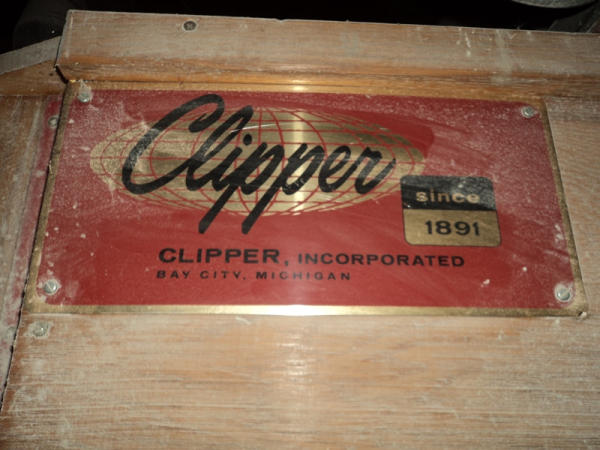 Clipper
since
1891
CLIPPER, INCORPORATED
BAY CITY, MICHIGAN